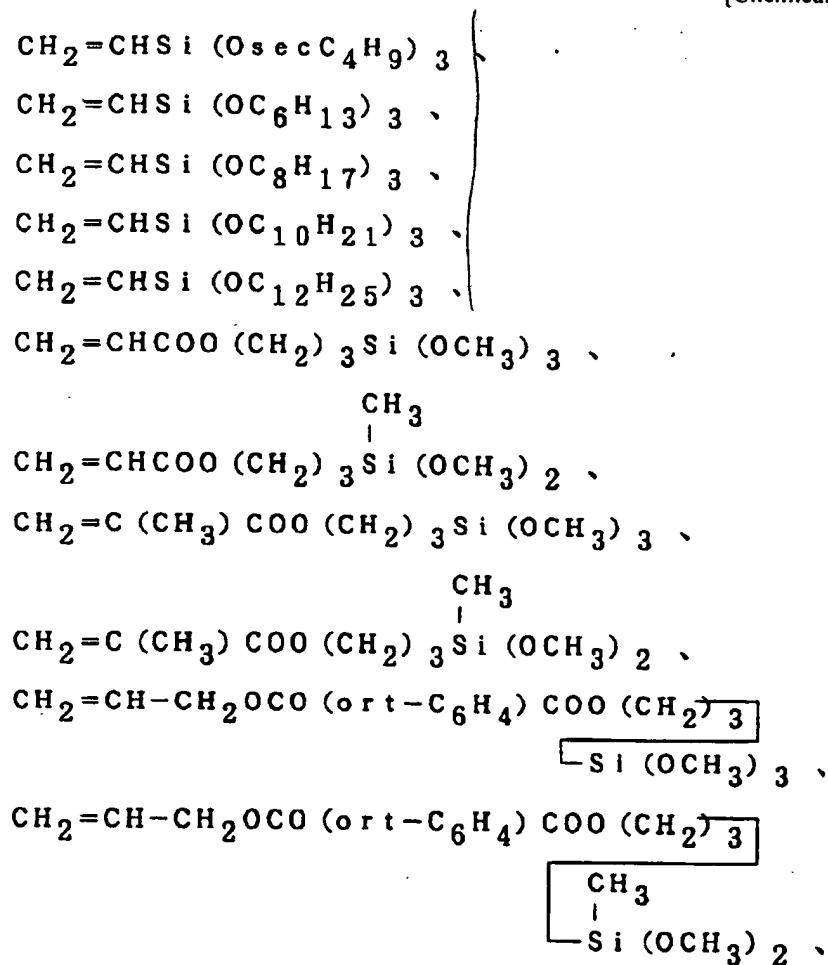 [Chemical
CH₂=CHSi (OsecC₄H₉) ₃ 、
CH₂=CHSi (OC₆H₁₃) ₃ 、
CH₂=CHSi (OC₈H₁₇) ₃ 、
CH₂=CHSi (OC₁₀H₂₁) ₃ 、
CH₂=CHSi (OC₁₂H₂₅) ₃ 、
CH₂=CHCOO (CH₂) ₃Si (OCH₃) ₃ 、
CH₃
CH₂=CHCOO (CH₂) ₃Si (OCH₃) ₂ 、
CH₂=C (CH₃) COO (CH₂) ₃Si (OCH₃) ₃ 、
CH₃
CH₂=C (CH₃) COO (CH₂) ₃Si (OCH₃) ₂ 、
CH₂=CH-CH₂OCO (ort-C₆H₄) COO (CH₂) ₃
-Si (OCH₃) ₃ 、
CH₂=CH-CH₂OCO (ort-C₆H₄) COO (CH₂) ₃
CH₃
-Si (OCH₃) ₂ 、